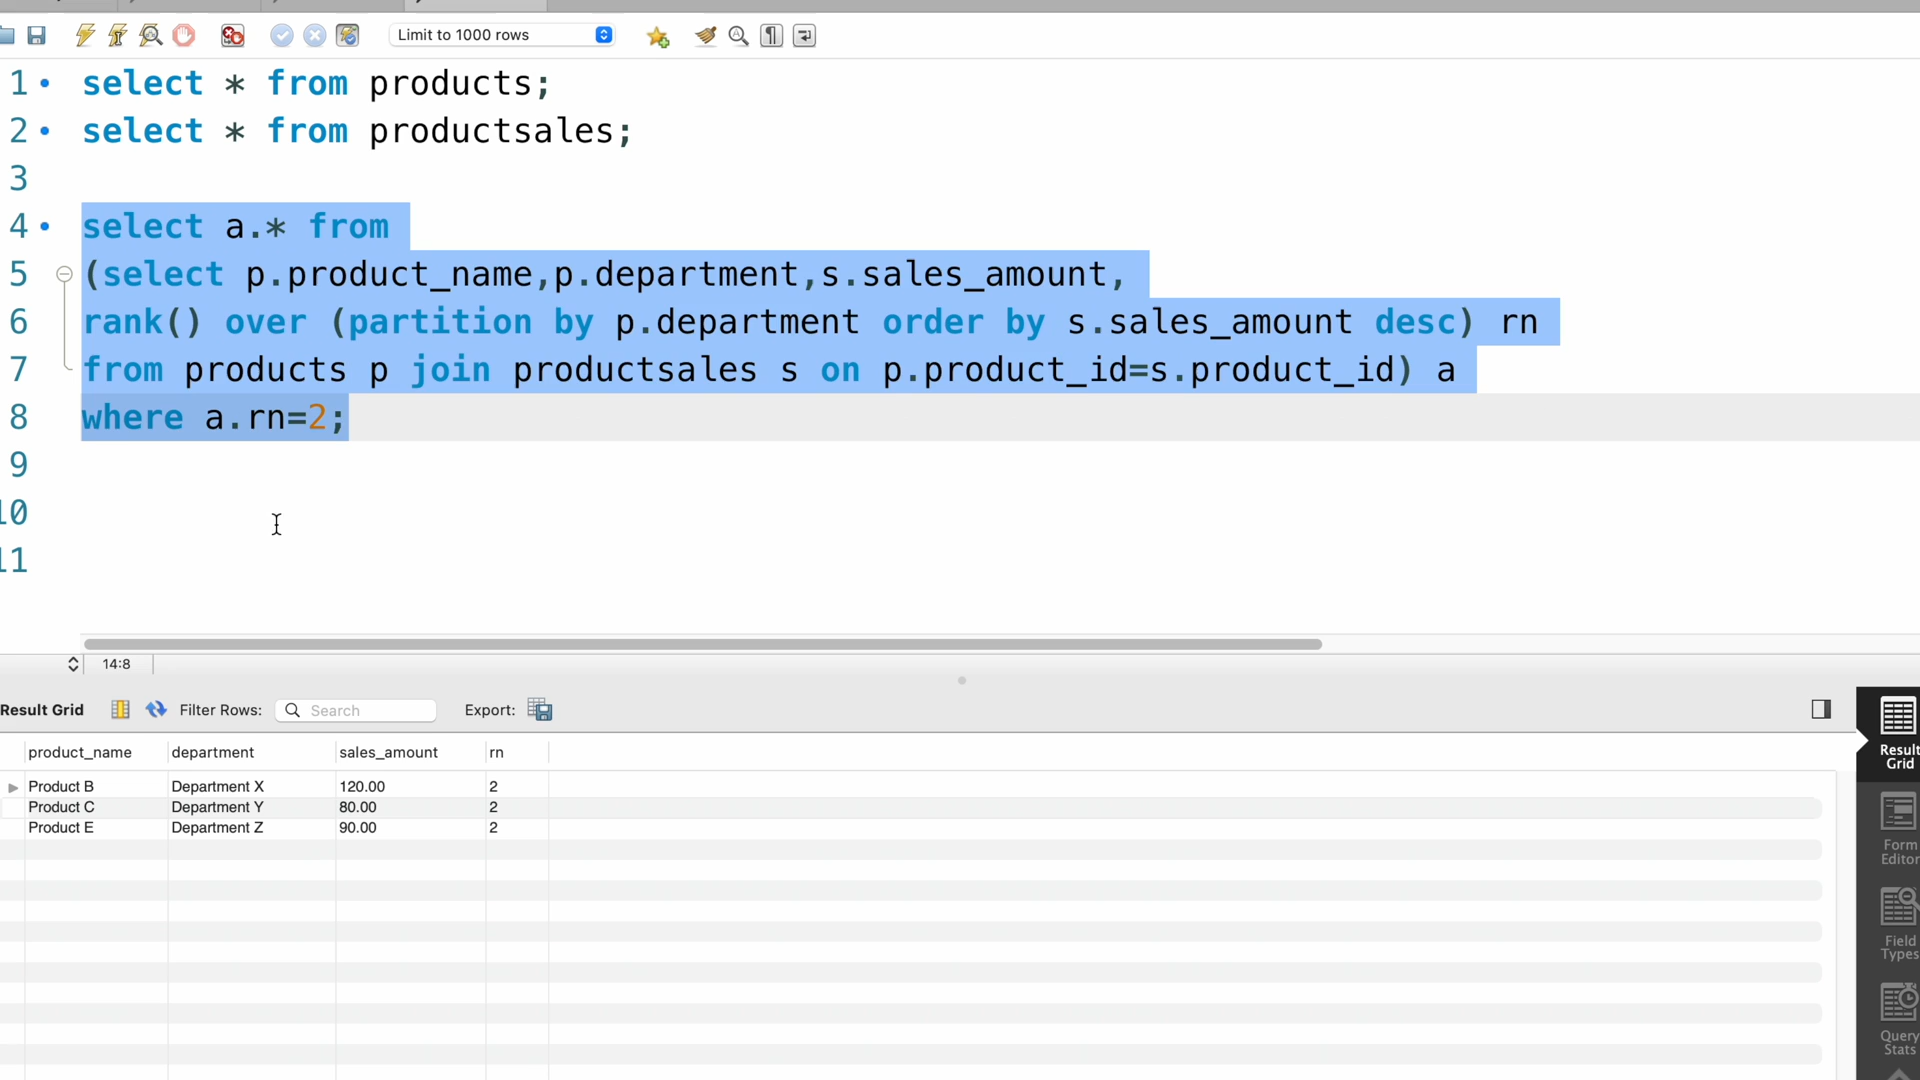 Limit to 1000 rows
1 select * from products;
2 select * from productsales;
3
4 select a.* from
5 (select p.product_name,p.department,s.sales_amount,
6 rank() over (partition by p.department order by s.sales_amount desc) rn
7 from products p join productsales s on p.product_id=s.product_id) a
8 where a.rn=2;
9
10
11
14:8
Result Grid Filter Rows: Search Export:
product_name department sales_amount rn
Product B Department X 120.00 2
Product C Department Y 80.00 2
Product E Department Z 90.00 2
Result
Grid
Form
Editor
Field
Types
Query
Stats